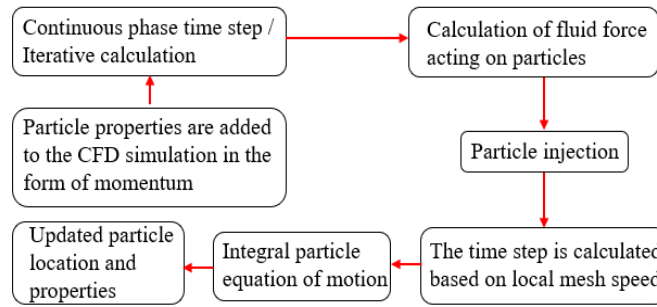 Continuous phase time step /
Iterative calculation
Calculation of fluid force
acting on particles
Particle properties are added
to the CFD simulation in the
form of momentum
Particle injection
Updated particle
location and
properties
Integral particle
equation of motion
The time step is calculated
based on local mesh speed